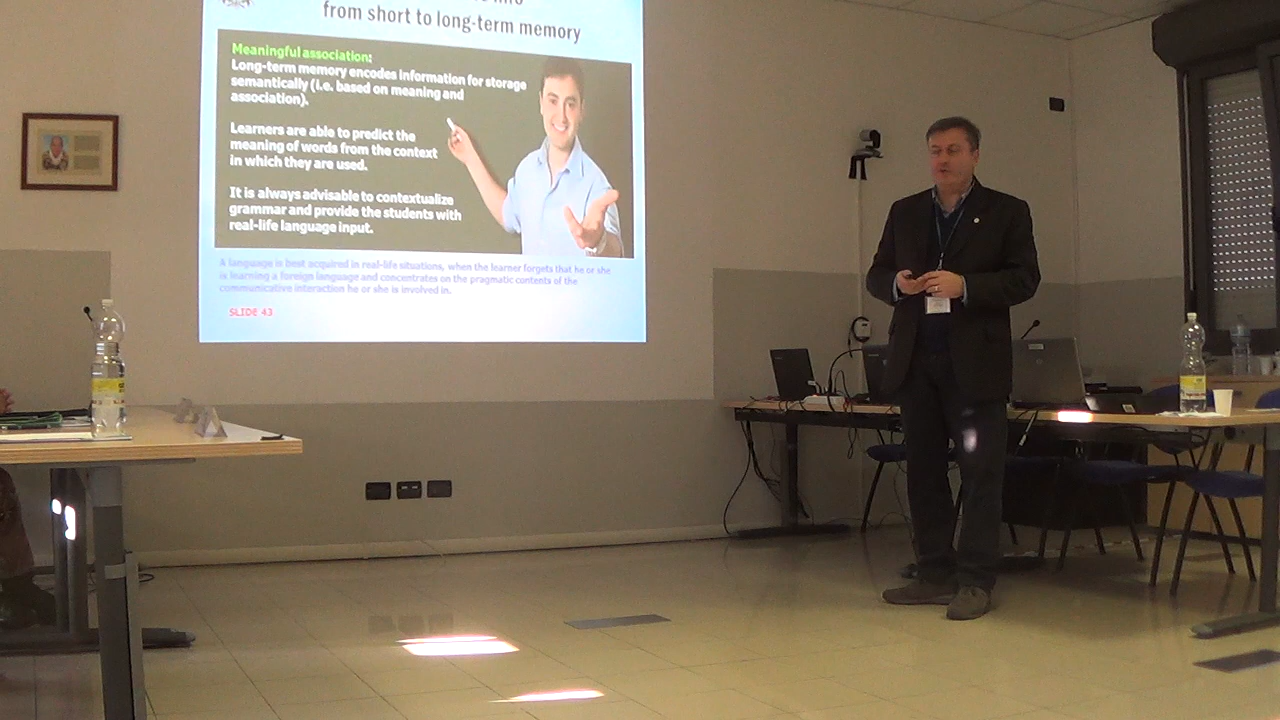 from short to long-term memory
Meaningful association:
Long-term memory encodes information for storage
semantically (i.e. based on meaning and
association).
Learners are able to predict the
meaning of words from the context
in which they are used.
It is always advisable to contextualize
grammar and provide the students with
real-life language input.
A language is best acquired in real-life situations, when the learner forgets that he or she
is learning a foreign language and concentrates on the pragmatic contents of the
communicative interaction he or she is involved in.
SLIDE 43